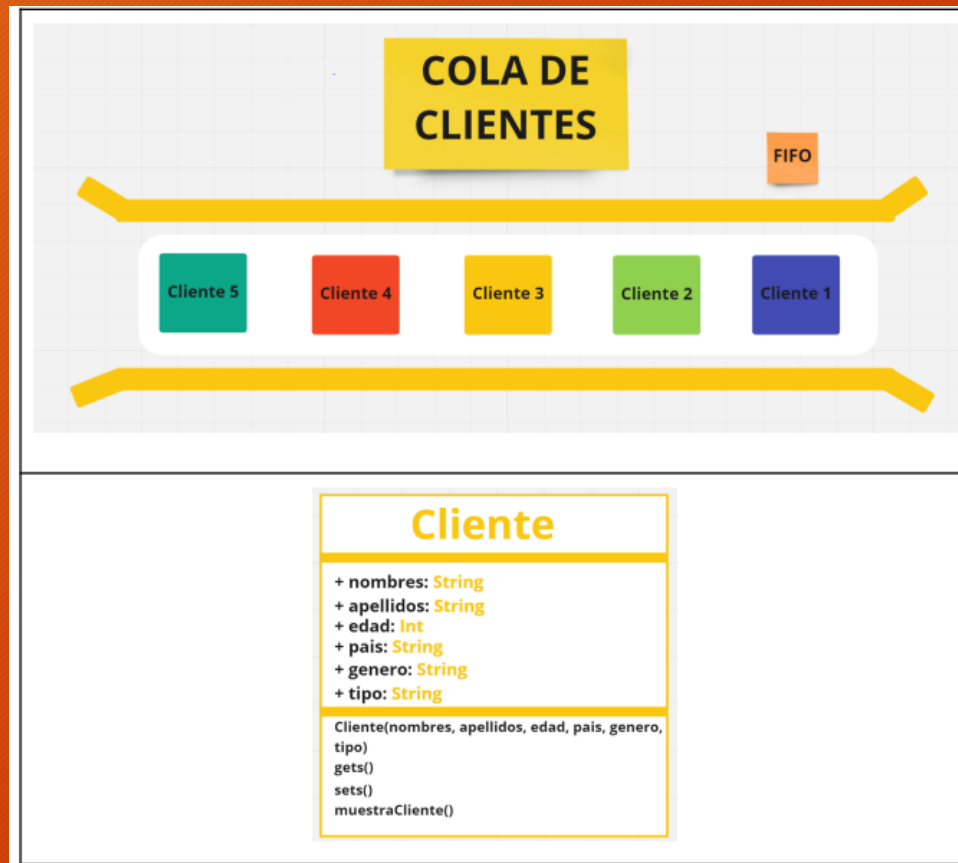 COLA DE
CLIENTES
FIFO
Cliente 5
Cliente 4
Cliente 3
Cliente 2
Cliente 1
Cliente
+ nombres: String
+ apellidos: String
+ edad: Int
+ pais: String
+ genero: String
+ tipo: String
Cliente(nombres, apellidos, edad, pais, genero,
tipo)
gets()
sets()
muestraCliente()